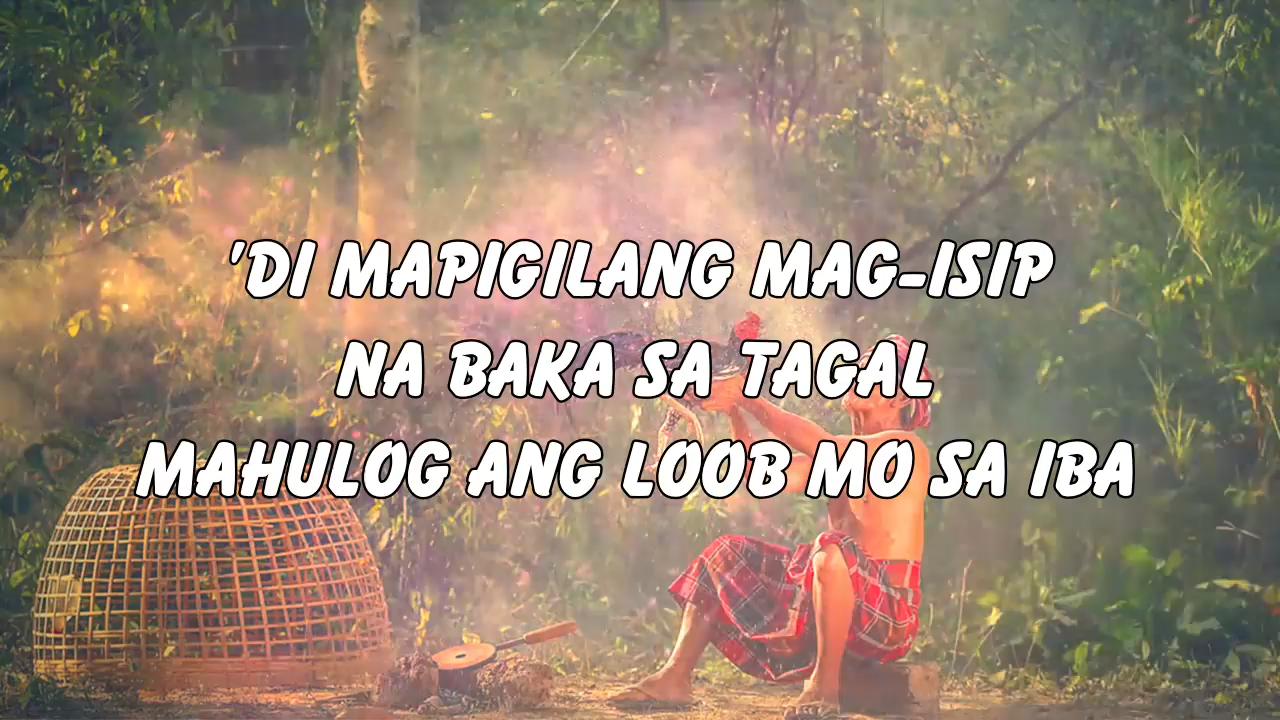 'DI MAPIGILANG MAG-ISIP
NA BAKA SA TAGAL
MAHULOG ANG LOOB MO SA IBA